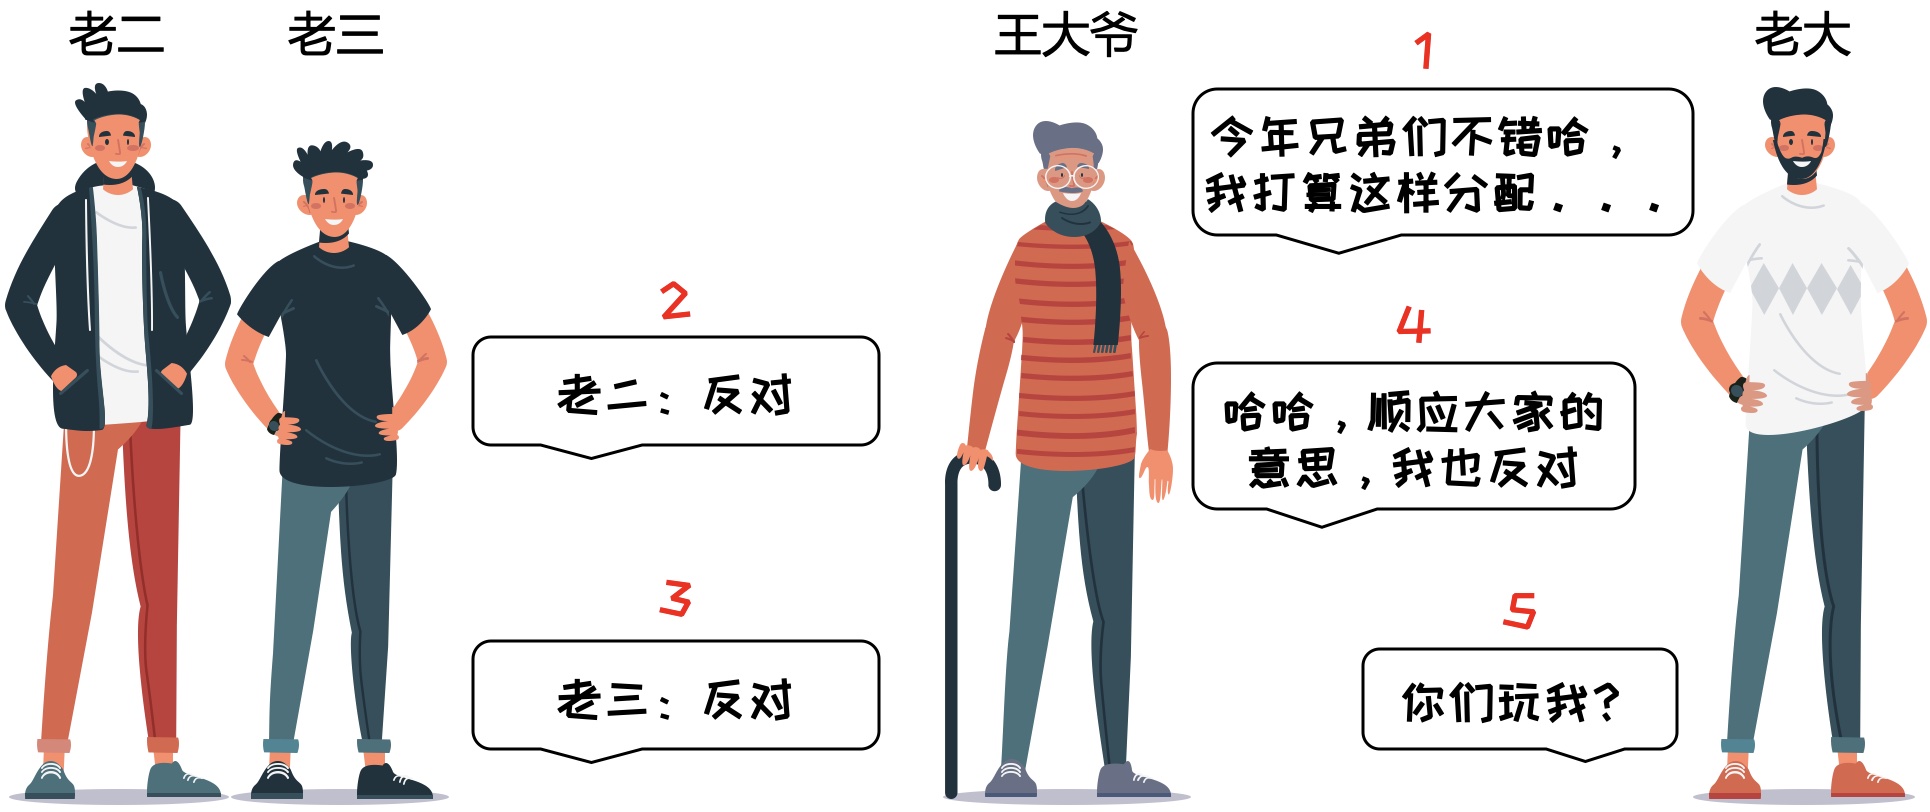 老二
老三
王大爷
老大
1
今年兄弟们不错哈，
我打算这样分配...
2
老二：反对
3
老三：反对
4
哈哈，顺应大家的
意思，我也反对
5
你们玩我?